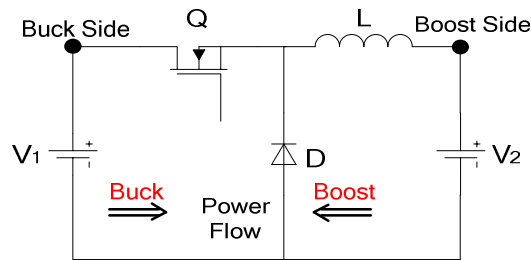 Buck Side
Q
L
Boost Side
V1
+
-
D
V2
+
-
Buck
Boost
Power
Flow